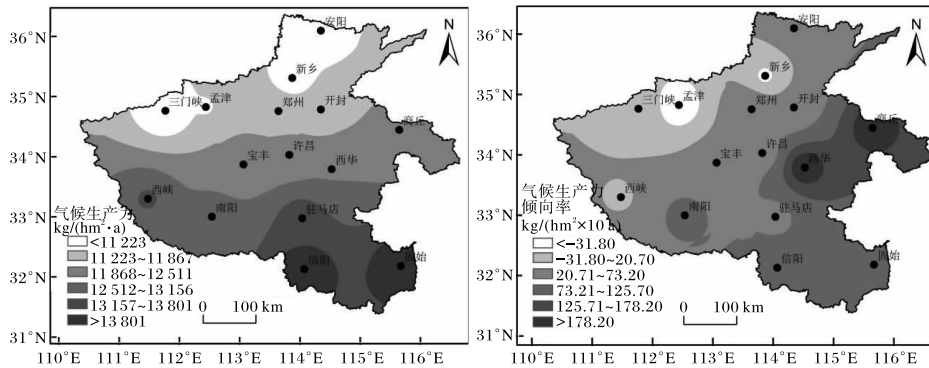 36°N
35°N
34°N
33°N
32°N
31°N
安阳
新乡
三门峡
孟津
郑州
开封
商丘
宝丰
许昌
西华
西峡
南阳
驻马店
信阳
固始
N
气候生产力
kg/(hm²·a)
<11 223
11 223~11 867
11 868~12 511
12 512~13 156
13 157~13 801
>13 801
0 100 km
110°E 111°E 112°E 113°E 114°E 115°E 116°E
36°N
35°N
34°N
33°N
32°N
31°N
安阳
新乡
三门峡
孟津
郑州
开封
商丘
宝丰
许昌
西华
西峡
南阳
驻马店
信阳
固始
N
气候生产力
倾向率
kg/(hm²×10 a)
<-31.80
-31.80~20.70
20.71~73.20
73.21~125.70
125.71~178.20
>178.20
0 100 km
110°E 111°E 112°E 113°E 114°E 115°E 116°E